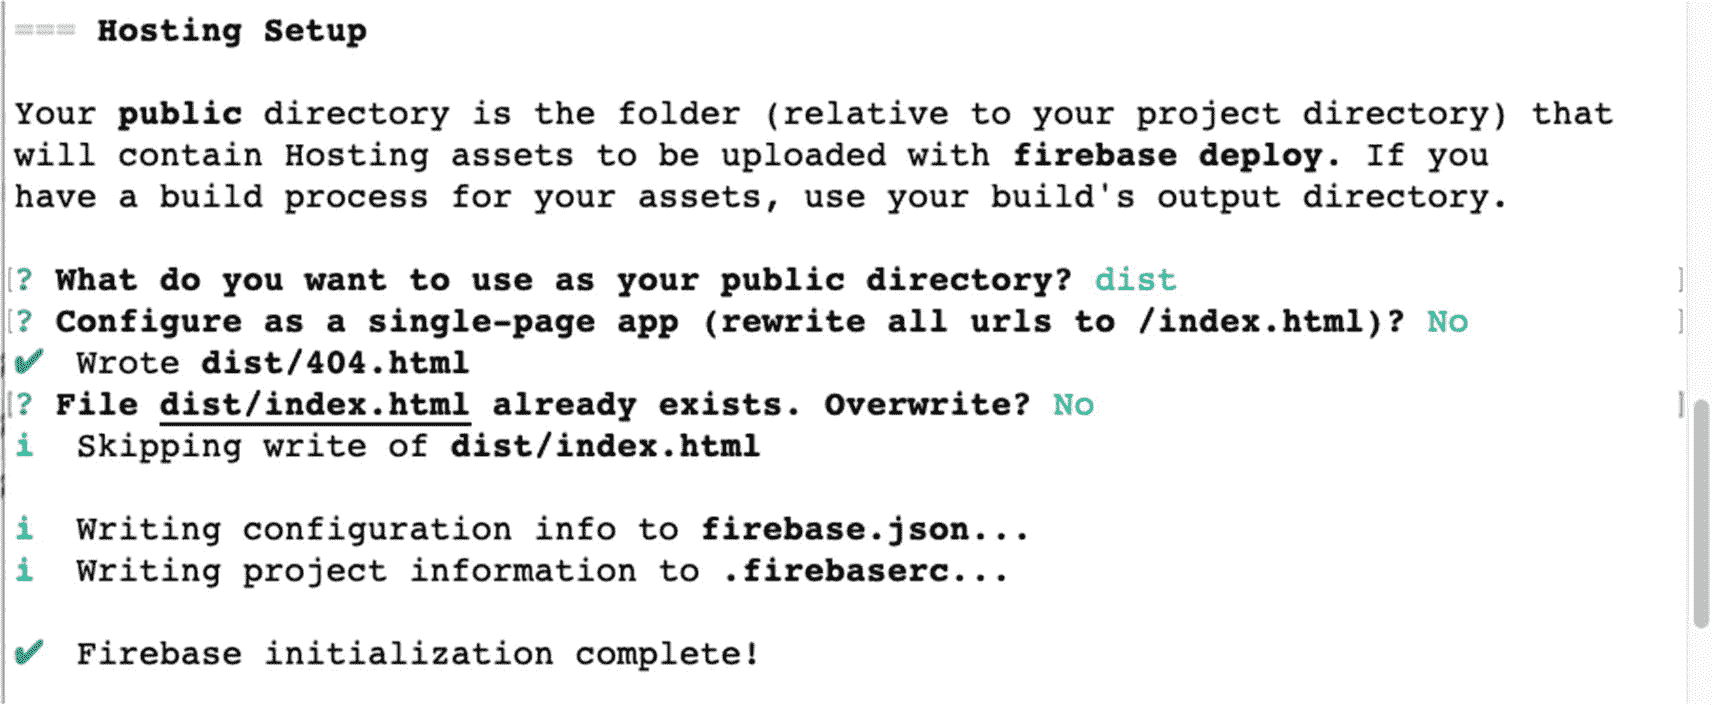 === Hosting Setup
Your public directory is the folder (relative to your project directory) that
will contain Hosting assets to be uploaded with firebase deploy. If you
have a build process for your assets, use your build's output directory.
[? What do you want to use as your public directory? dist ]
[? Configure as a single-page app (rewrite all urls to /index.html)? No ]
✔ Wrote dist/404.html
[? File dist/index.html already exists. Overwrite? No ]
i Skipping write of dist/index.html
i Writing configuration info to firebase.json...
i Writing project information to .firebaserc...
✔ Firebase initialization complete!